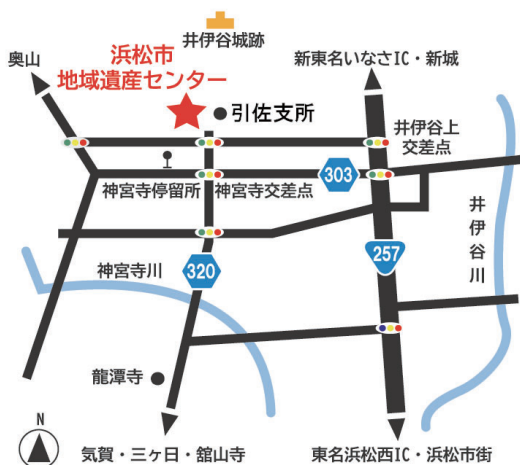 井伊谷城跡
奥山
浜松市
地域遺産センター
新東名いなさIC・新城
引佐支所
井伊谷上
交差点
神宮寺停留所
神宮寺交差点
303
井伊谷川
神宮寺川
320
257
龍潭寺
N
気賀・三ヶ日・舘山寺
東名浜松西IC・浜松市街